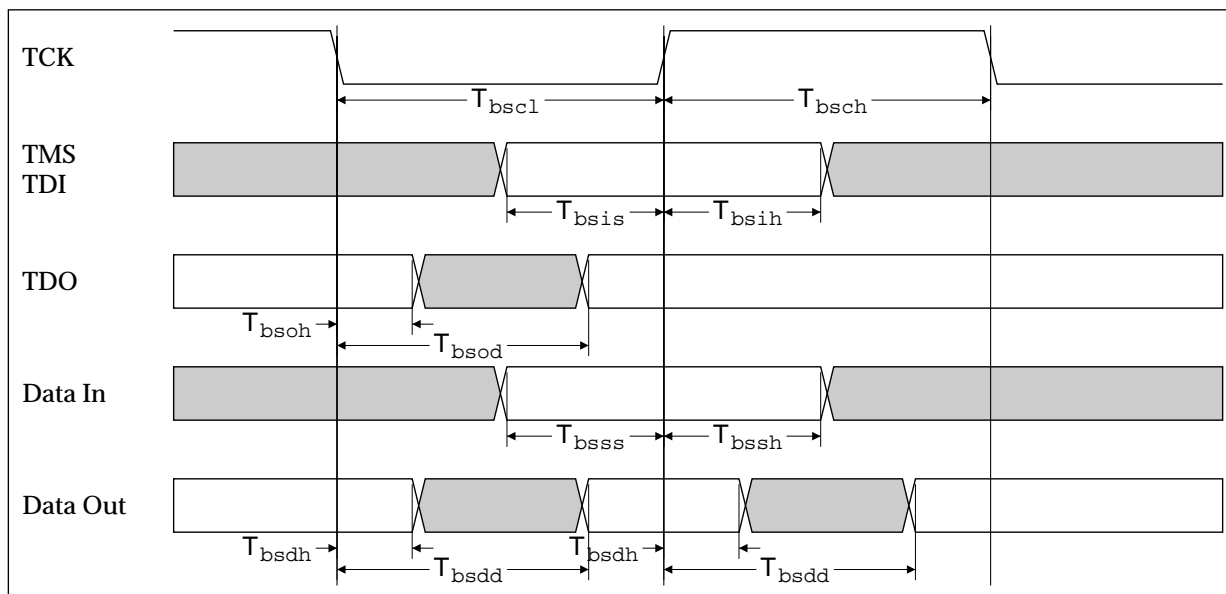 TCK
Tbscl Tbsch
TMS
TDI
Tbsis Tbsih
TDO
Tbsoh
Tbsod
Data In
Tbsss Tbssh
Data Out
Tbsdh Tbsdh
Tbsdd Tbsdd